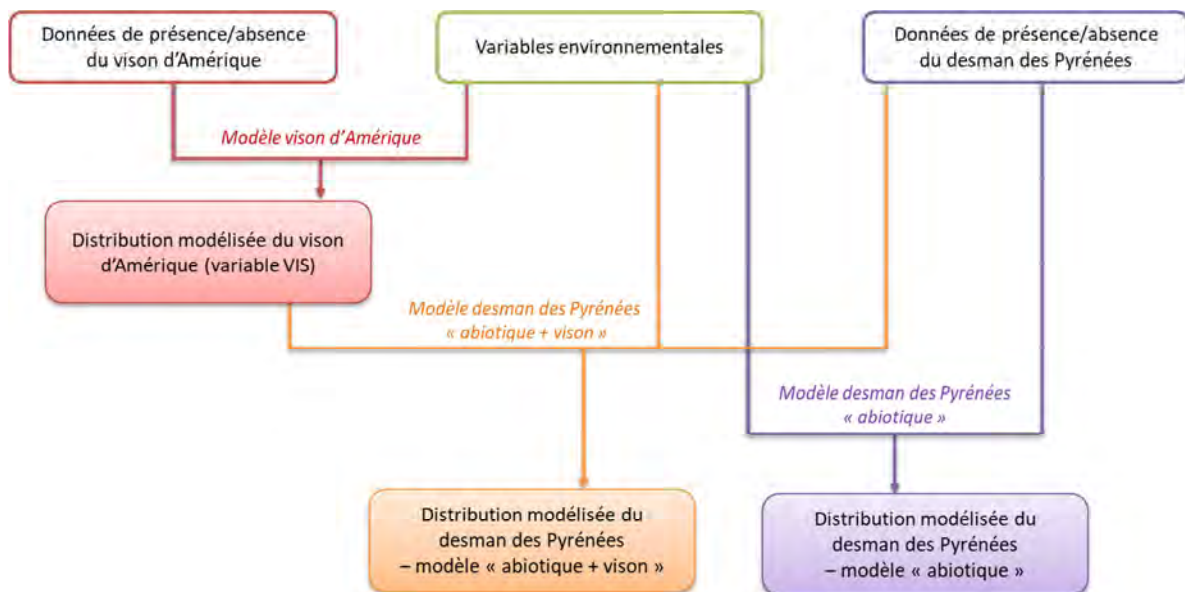 Données de présence/absence
du vison d'Amérique
Variables environnementales
Données de présence/absence
du desman des Pyrénées
Modèle vison d'Amérique
Distribution modélisée du vison
d'Amérique (variable VIS)
Modèle desman des Pyrénées
« abiotique + vison »
Modèle desman des Pyrénées
« abiotique »
Distribution modélisée du
desman des Pyrénées
– modèle « abiotique + vison »
Distribution modélisée du
desman des Pyrénées
– modèle « abiotique »